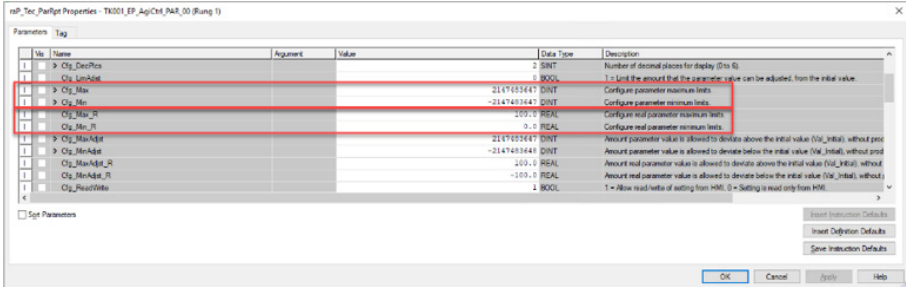 raP_Tec_ParRpt Properties - TK001_EP_AgiCtrl_PAR_00 (Rung 1)
Parameters Tag
Vis Name Argument Value Data Type Description
I > Cfg_DecPlcs 2 SINT Number of decimal places for display (0 to 6).
I Cfg_LimAdjst 0 BOOL 1 = Limit the amount that the parameter value can be adjusted, from the initial value.
I > Cfg_Max 2147483647 DINT Configure parameter maximum limits.
I > Cfg_Min -2147483647 DINT Configure parameter minimum limits.
I Cfg_Max_R 100.0 REAL Configure real parameter maximum limits
I Cfg_Min_R 0.0 REAL Configure real parameter minimum limits.
I > Cfg_MaxAdjst 2147483647 DINT Amount parameter value is allowed to deviate above the initial value (Val_Initial), without prod
I > Cfg_MinAdjst -2147483648 DINT Amount parameter value is allowed to deviate below the initial value (Val_Initial), without prod
I Cfg_MaxAdjst_R 100.0 REAL Amount real parameter value is allowed to deviate above the initial value (Val_Initial), without
I Cfg_MinAdjst_R -100.0 REAL Amount real parameter value is allowed to deviate below the initial value (Val_Initial), without p
I Cfg_ReadWrite 1 BOOL 1 = Allow read/write of setting from HMI. 0 = Setting is read only from HMI.
Sort Parameters
Insert Instruction Defaults
Insert Definition Defaults
Save Instruction Defaults
OK Cancel Apply Help